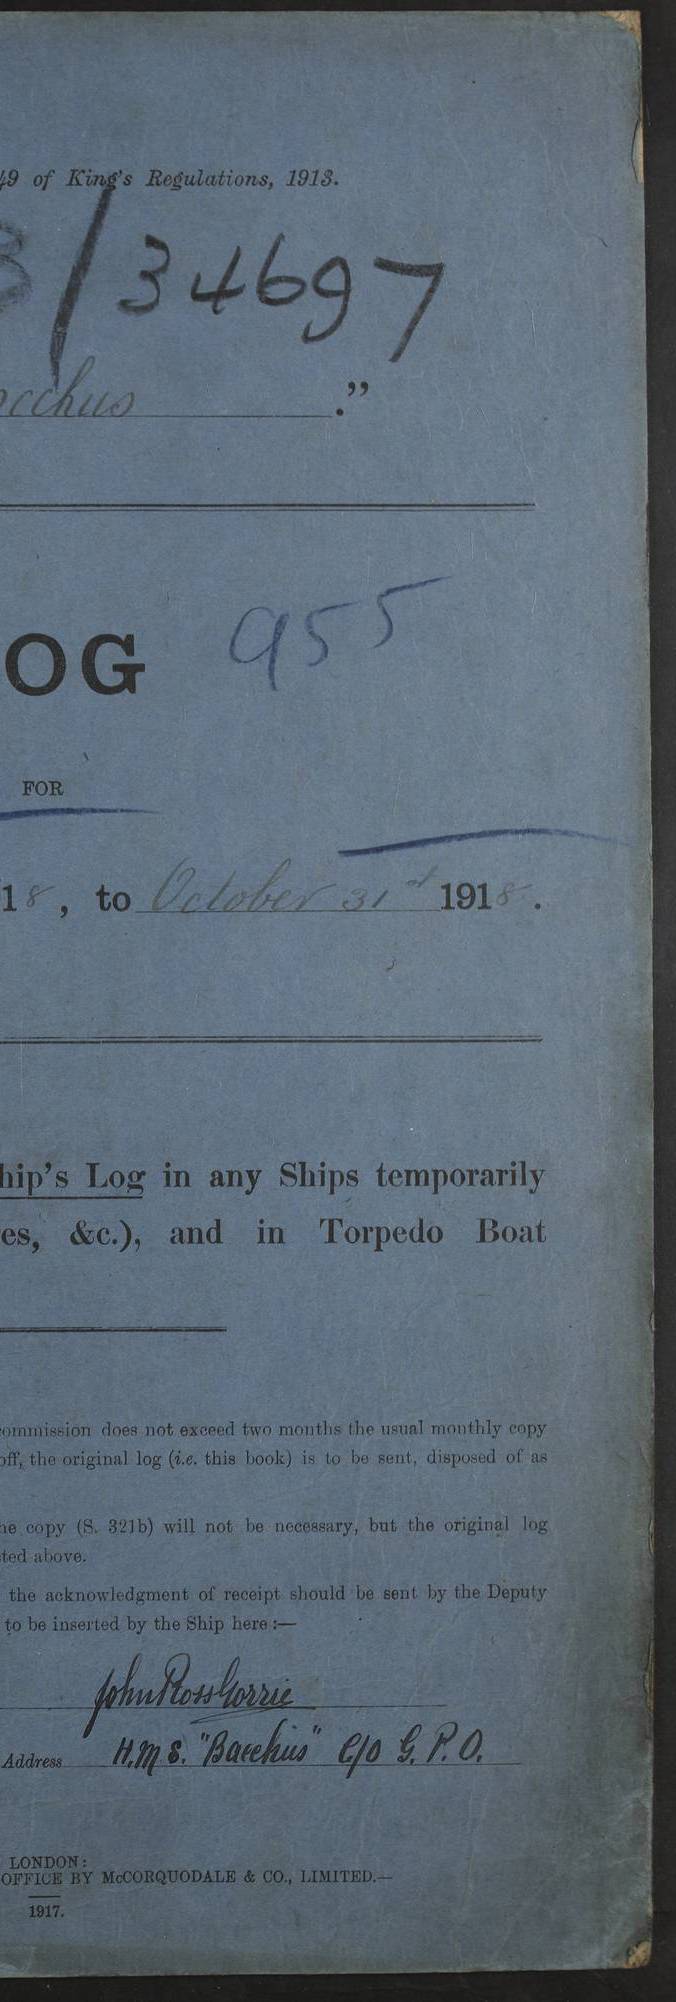 49 of King's Regulations, 1913.
3/34697
acchus ."
OG
955
FOR
18, to October 31st 1918.
hip's Log in any Ships temporarily
es, &c.), and in Torpedo Boat
ommission does not exceed two months the usual monthly copy
off, the original log (i.e. this book) is to be sent, disposed of as
he copy (S. 321b) will not be necessary, but the original log
ted above.
the acknowledgment of receipt should be sent by the Deputy
to be inserted by the Ship here :—
John Ross Gorrie
Address H.M.S. "Bacchus" C/O G.P.O.
LONDON:
OFFICE BY McCORQUODALE & CO., LIMITED.—
1917.